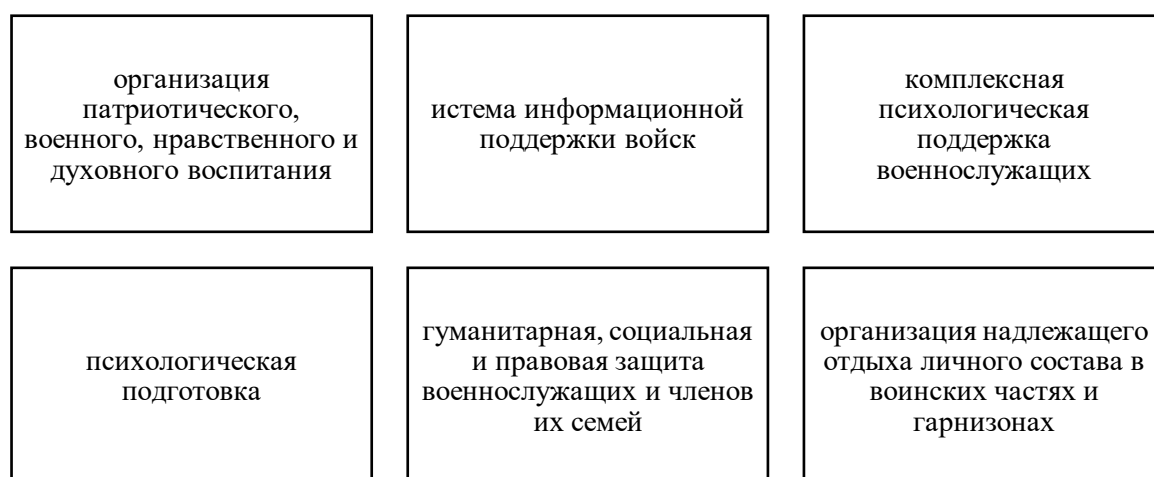 организация
патриотического,
военного, нравственного и
духовного воспитания
истема информационной
поддержки войск
комплексная
психологическая
поддержка
военнослужащих
психологическая
подготовка
гуманитарная, социальная
и правовая защита
военнослужащих и членов
их семей
организация надлежащего
отдыха личного состава в
воинских частях и
гарнизонах